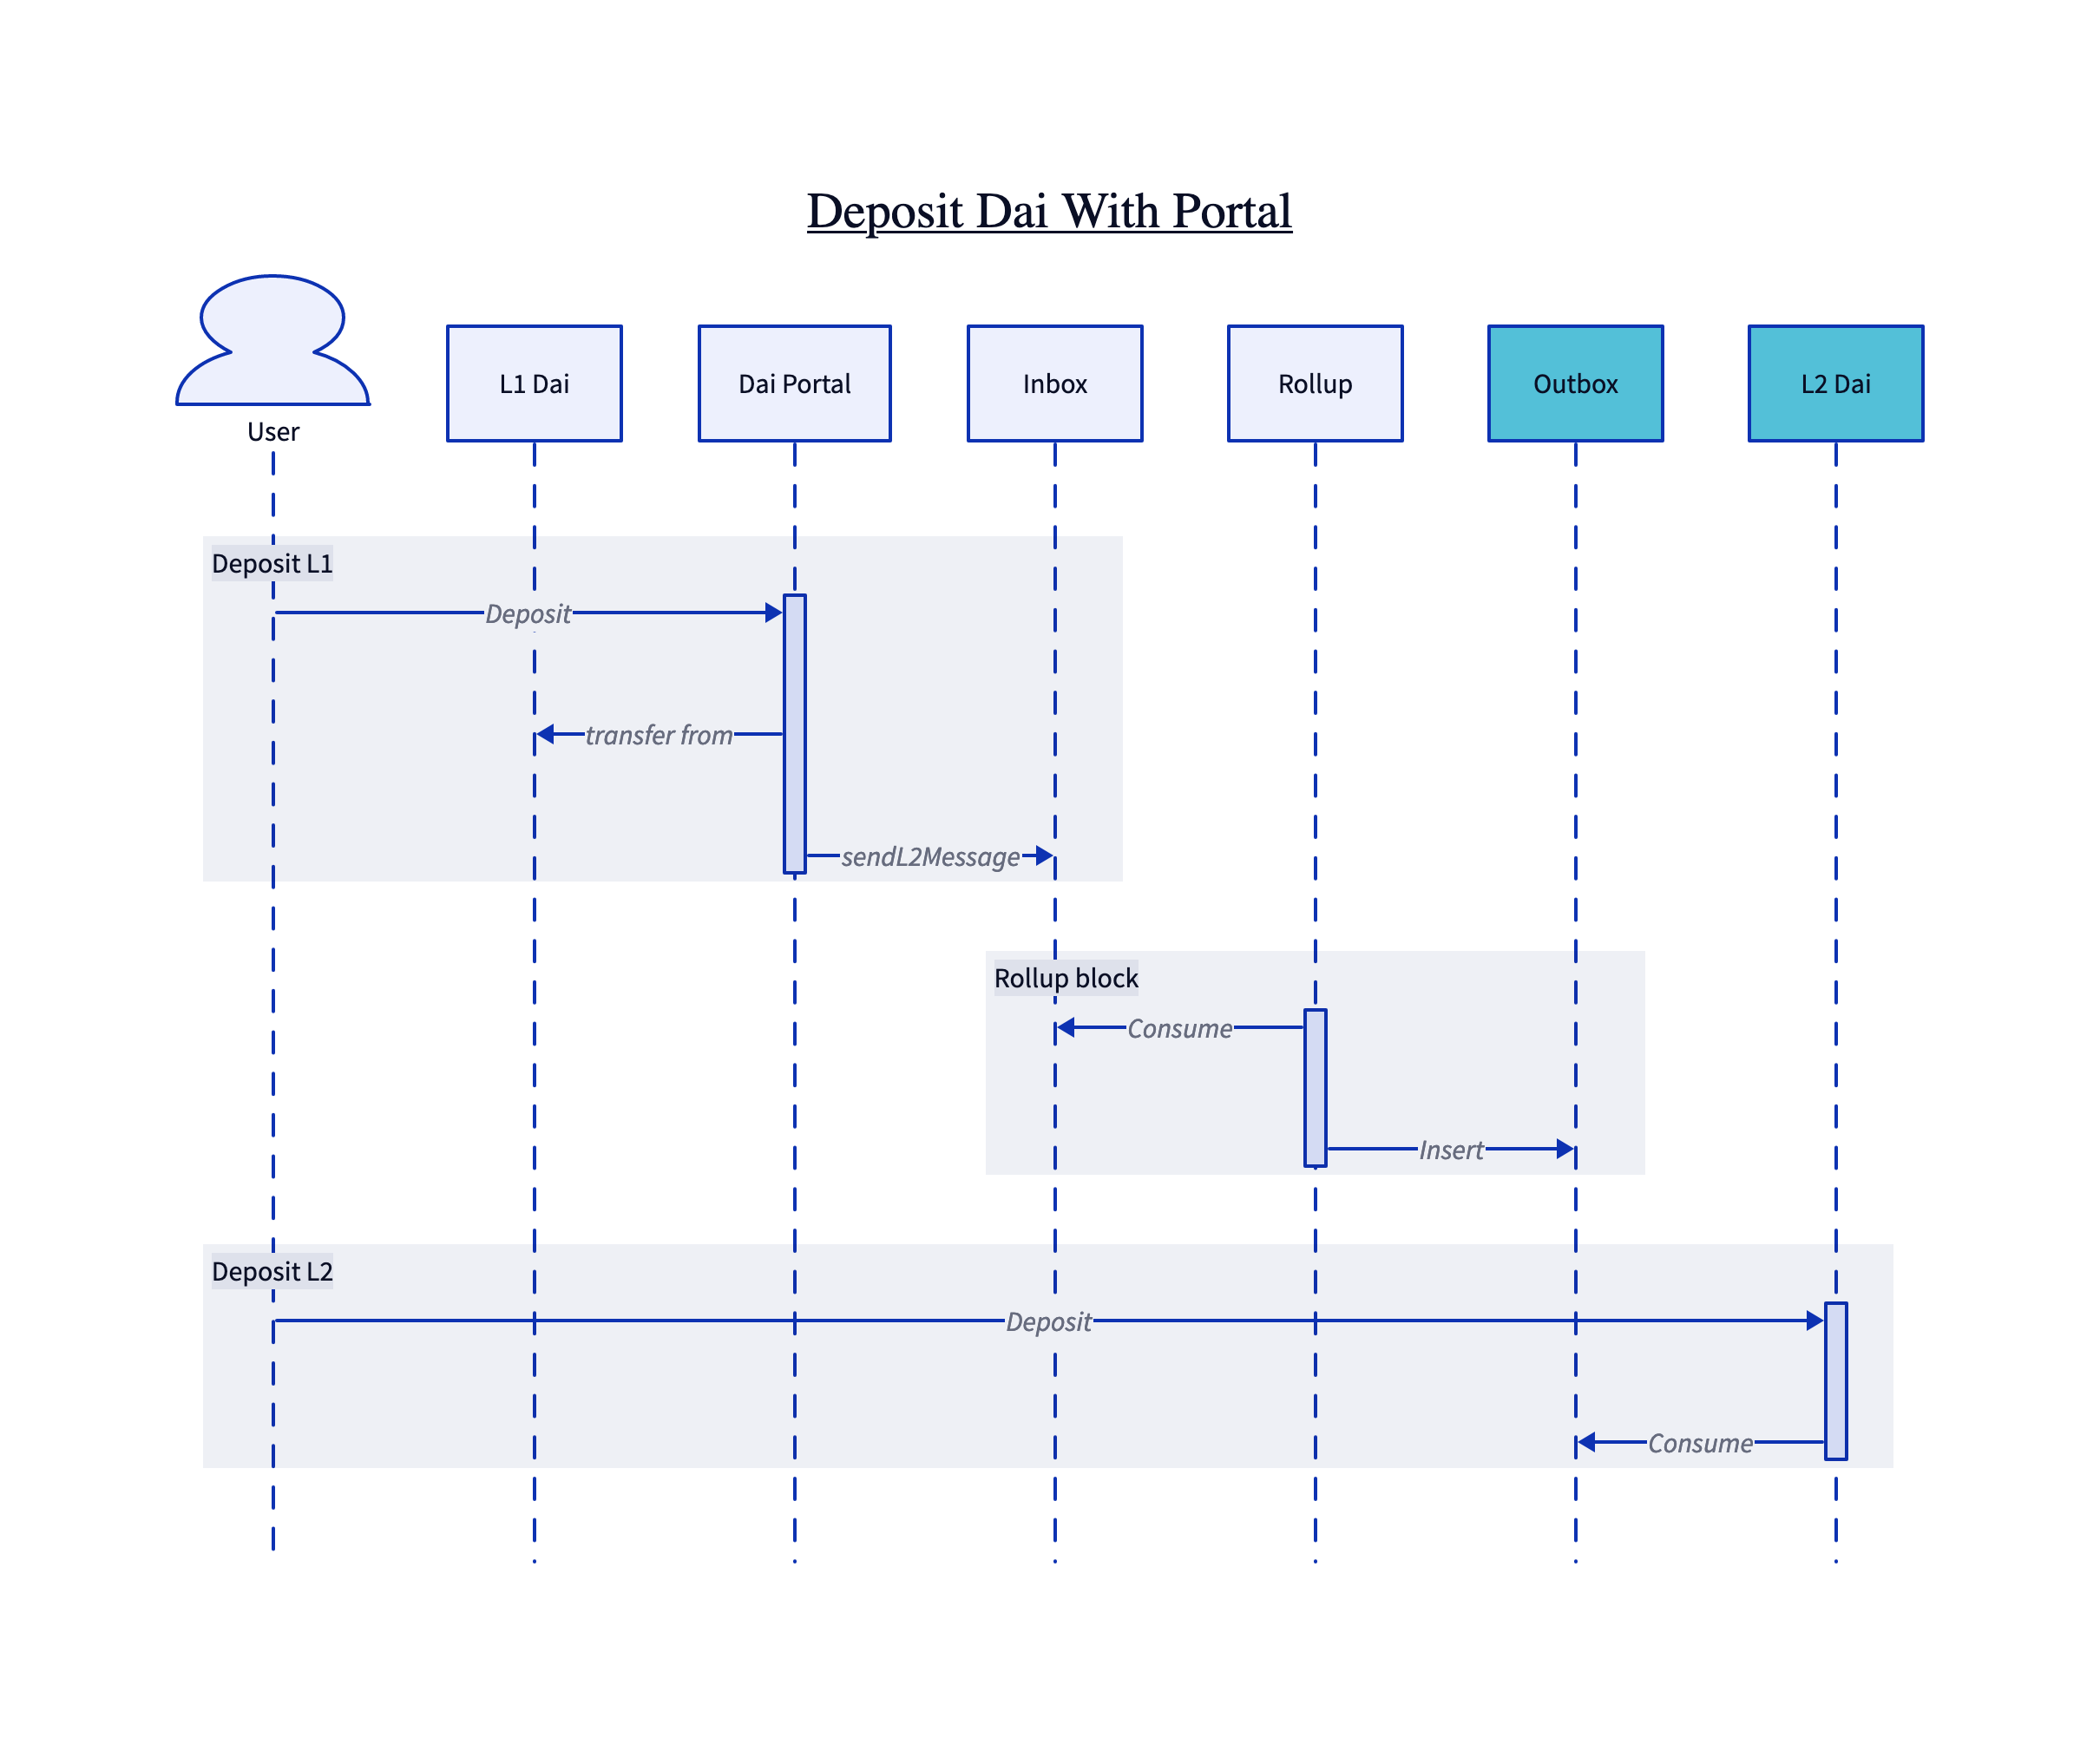 Deposit Dai With Portal
User
L1 Dai
Dai Portal
Inbox
Rollup
Outbox
L2 Dai
Deposit L1
Deposit
transfer from
sendL2Message
Rollup block
Consume
Insert
Deposit L2
Deposit
Consume